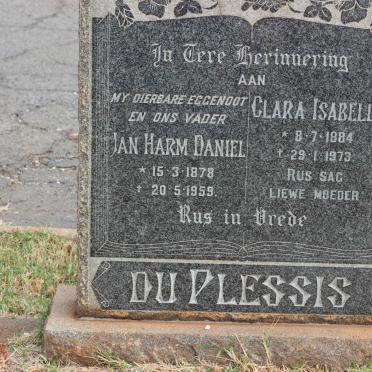 In Tere Herinnering
AAN
MY DIERBARE EGGENOOT
EN ONS VADER
JAN HARM DANIEL
* 15·3·1878
† 20·5·1959
CLARA ISABELL
* 8·7·1884
† 29·1·1973
RUS SAG
LIEWE MOEDER
Rus in Vrede
DU PLESSIS